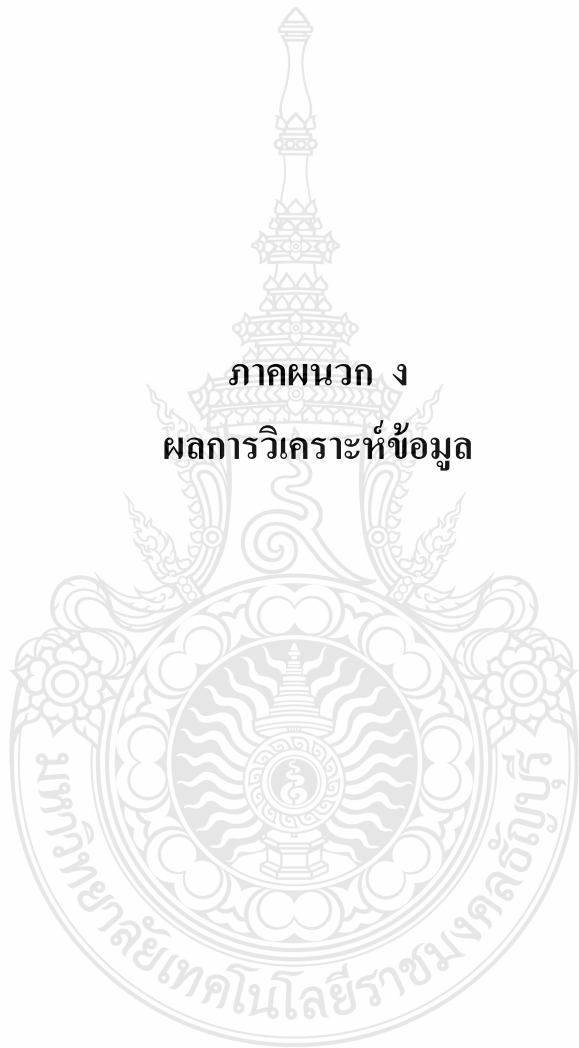 ภาคผนวก ง
ผลการวิเคราะห์ข้อมูล
มหาวิทยาลัยเทคโนโลยีราชมงคลธัญบุรี